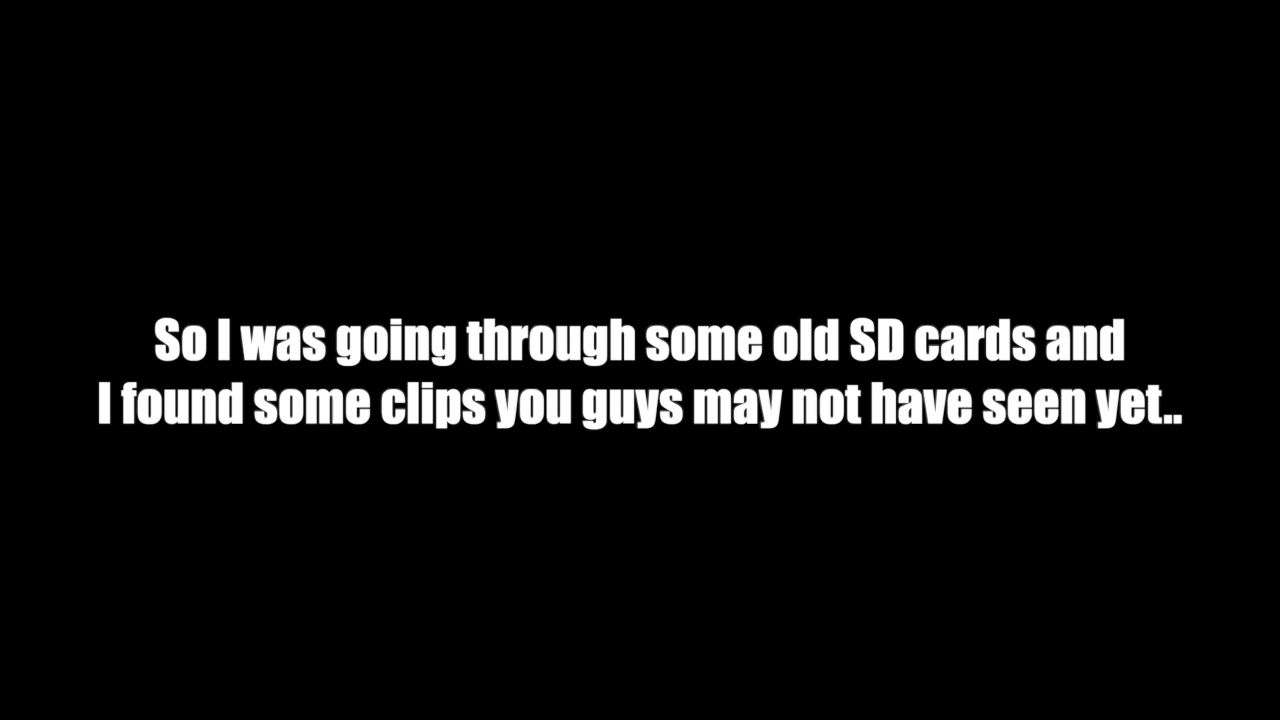 So I was going through some old SD cards and
I found some clips you guys may not have seen yet..